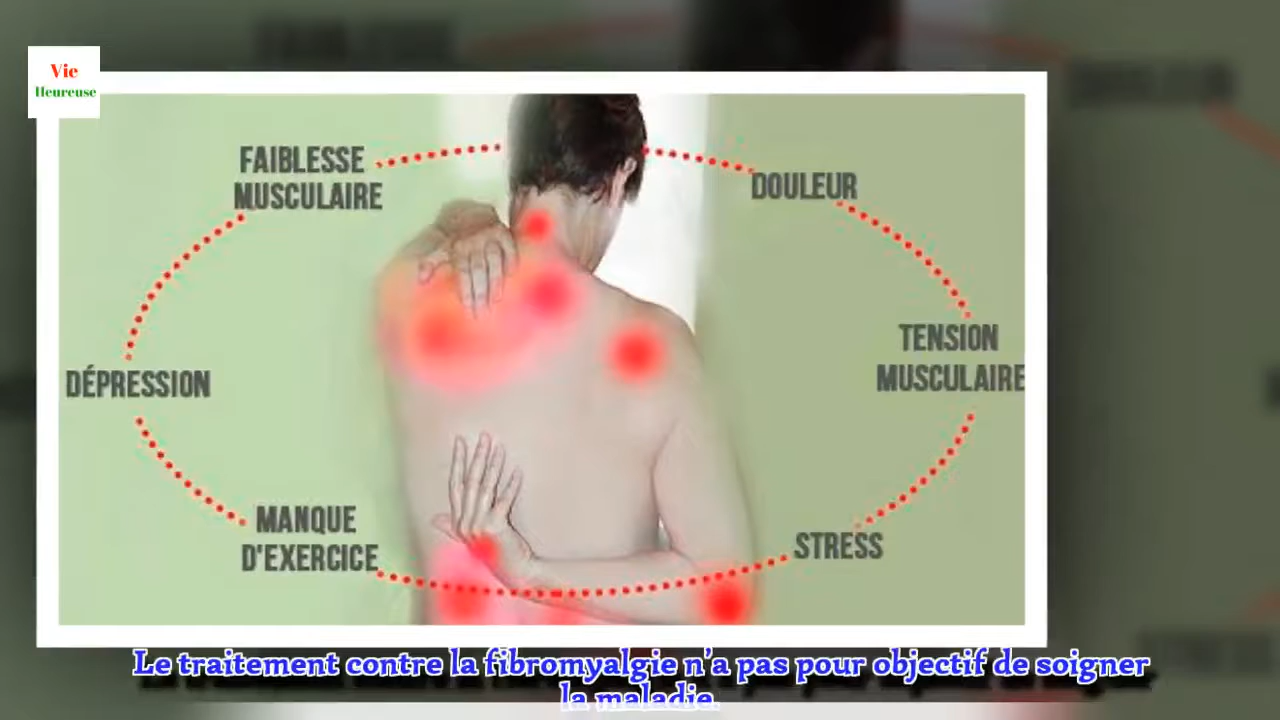 Vie
Heureuse
FAIBLESSE
MUSCULAIRE
DOULEUR
TENSION
MUSCULAIRE
STRESS
MANQUE
D'EXERCICE
DÉPRESSION
Le traitement contre la fibromyalgie n'a pas pour objectif de soigner
la maladie.